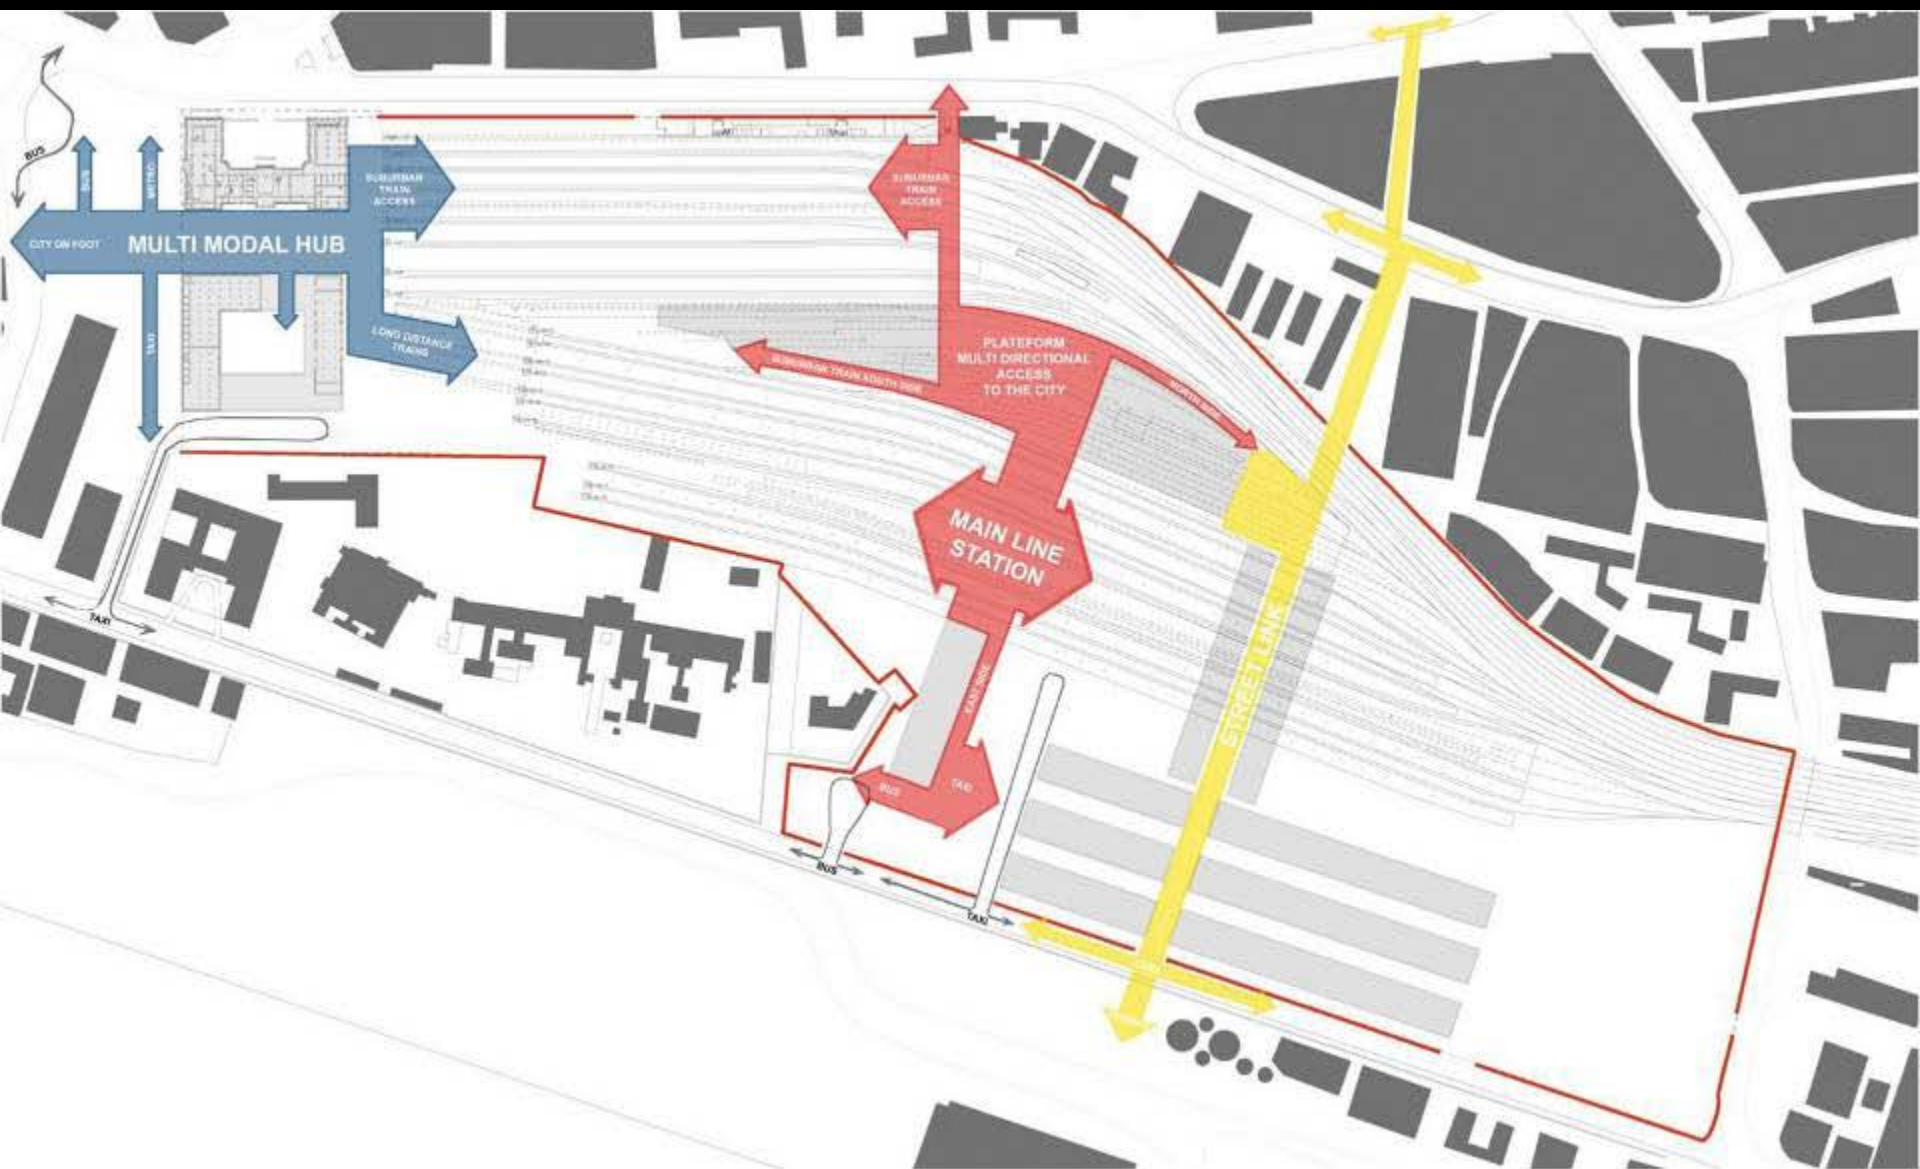 BUS
BUS
METRO
SUBURBAN
TRAIN
ACCESS
CITY ON FOOT
MULTI MODAL HUB
TAXI
LONG DISTANCE
TRAINS
SUBURBAN
TRAIN
ACCESS
PLATEFORM
MULTI DIRECTIONAL
ACCESS
TO THE CITY
NORTH SIDE
MAIN LINE
STATION
EAST SIDE
BUS
TAXI
STREET LINK
TAXI
BUS
TAXI